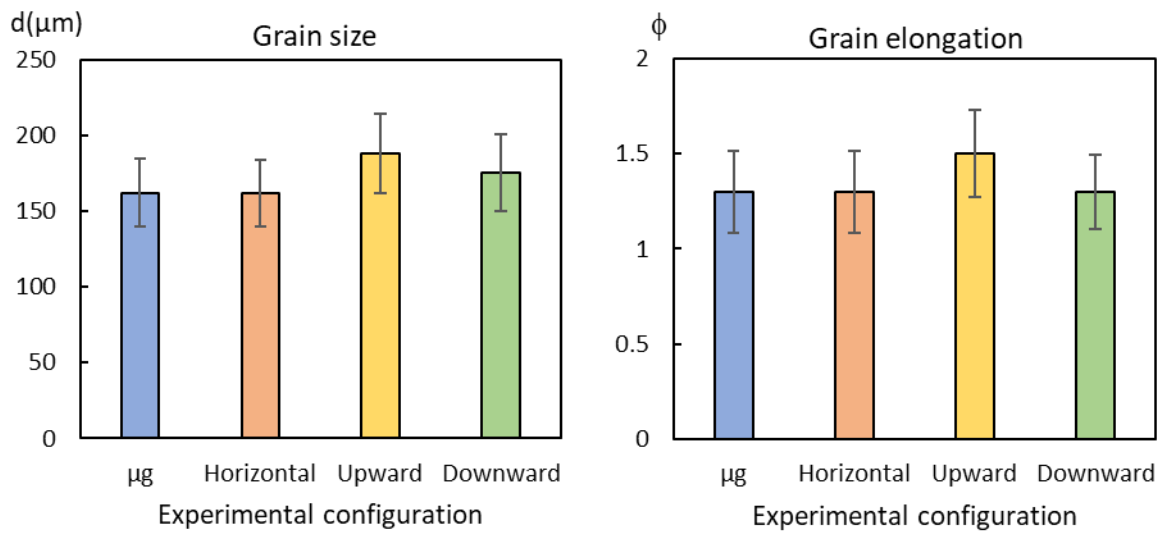 d(µm)
Grain size
250
200
150
100
50
0
µg Horizontal Upward Downward
Experimental configuration
ϕ
Grain elongation
2
1.5
1
0.5
0
µg Horizontal Upward Downward
Experimental configuration